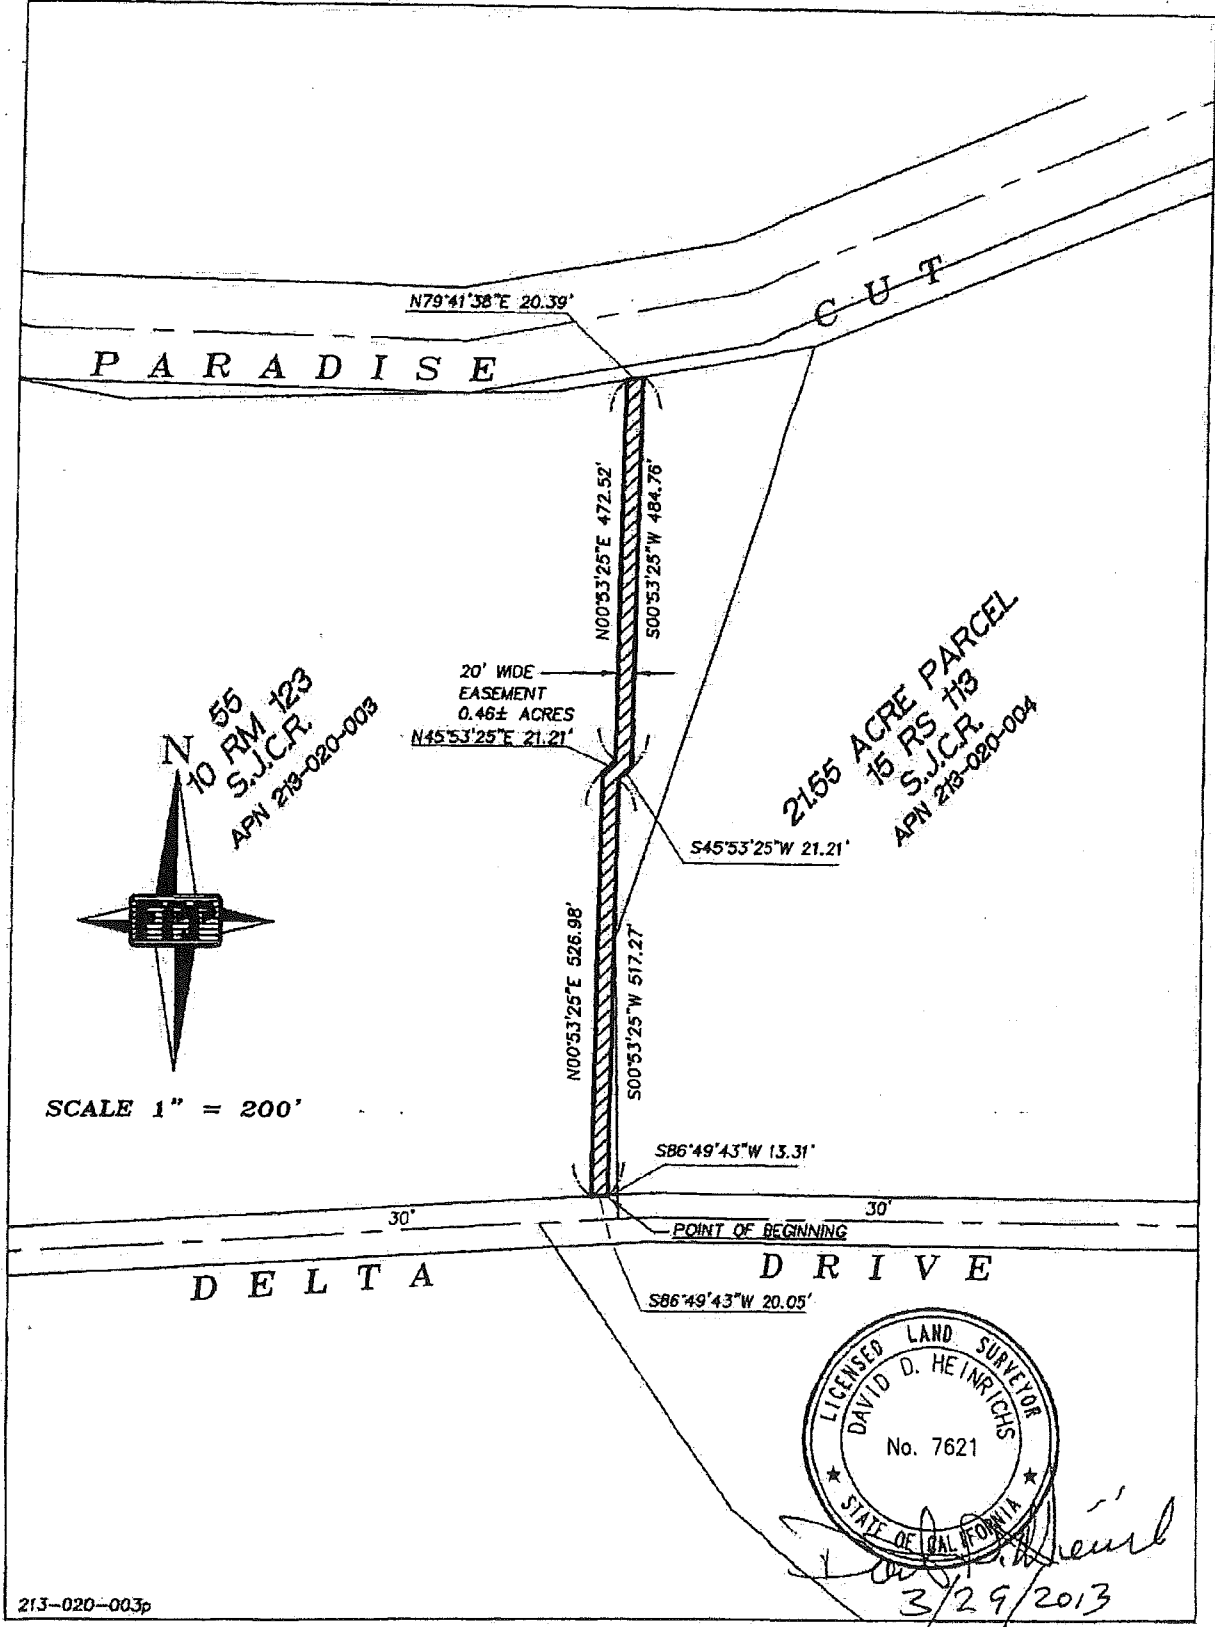 N79°41'38"E 20.39'
PARADISE CUT
N00°53'25"E 472.52'
S00°53'25"W 484.76'
20' WIDE
EASEMENT
0.46± ACRES
N45°53'25"E 21.21'
55
10 RM 123
S.J.C.R.
APN 213-020-003
21.55 ACRE PARCEL
15 RS 113
S.J.C.R.
APN 213-020-004
N
S45°53'25"W 21.21'
N00°53'25"E 526.98'
S00°53'25"W 517.27'
SCALE 1" = 200'
S86°49'43"W 13.31'
30'
30'
POINT OF BEGINNING
DELTA DRIVE
S86°49'43"W 20.05'
LICENSED LAND SURVEYOR
DAVID D. HEINRICHS
No. 7621
STATE OF CALIFORNIA
3/29/2013
213-020-003p